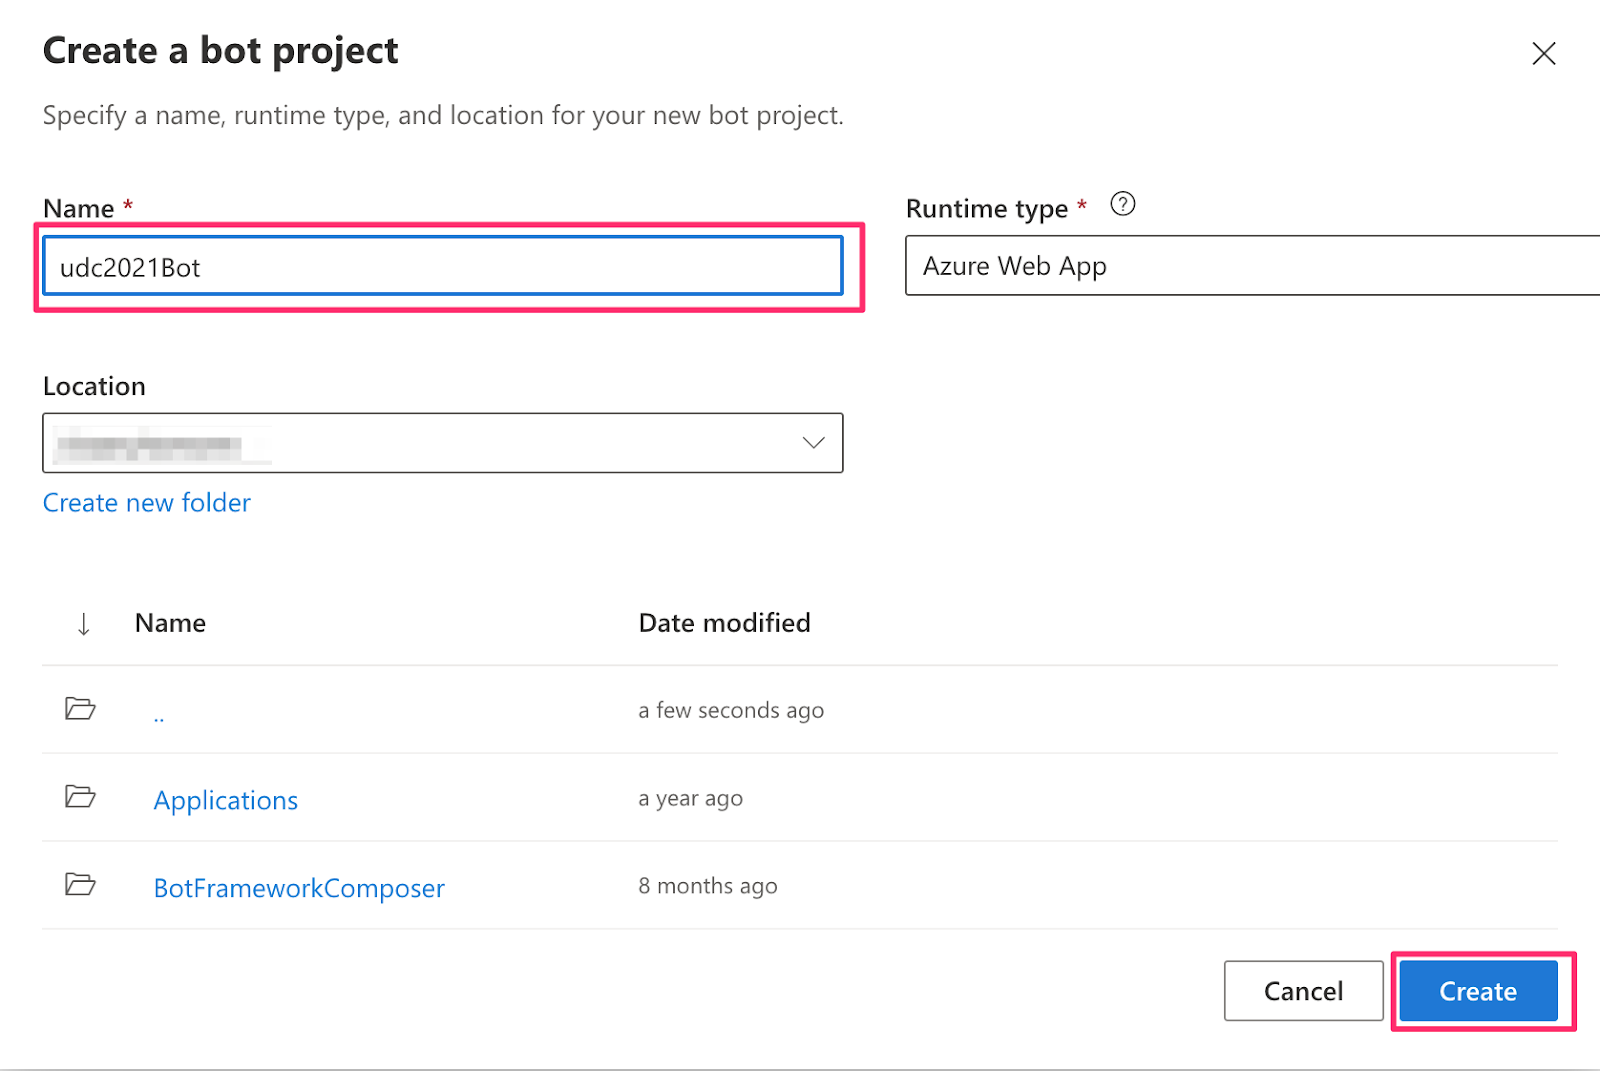 Create a bot project
Specify a name, runtime type, and location for your new bot project.
Name *
Runtime type * ?
udc2021Bot
Azure Web App
Location
Create new folder
Name Date modified
.. a few seconds ago
Applications a year ago
BotFrameworkComposer 8 months ago
Cancel Create